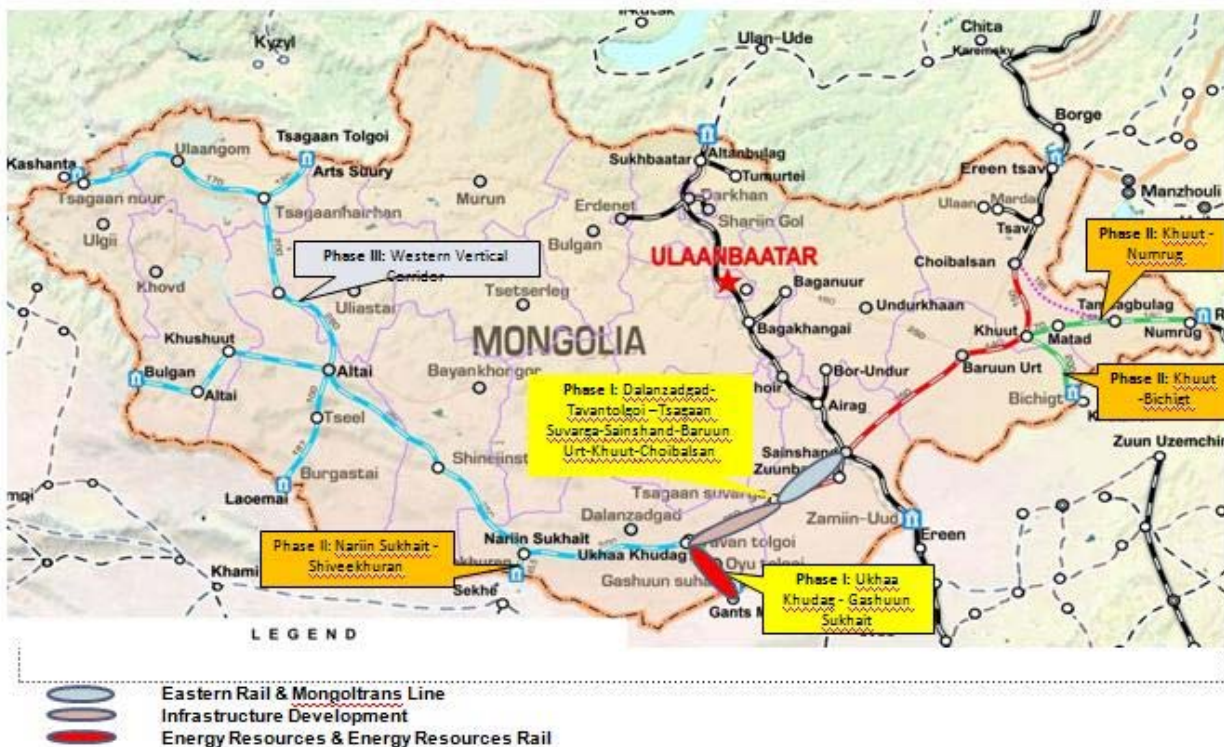 Kyzyl
Ulan-Ude
Chita
Karemsky
Borge
Tsagaan Tolgoi
Ulaangom
Kashanta
Arts Suury
Tsagaan nuur
Tsagaanhairhan
Ulgii
Murun
Sukhbaatar
Altanbulag
Tumurtei
Darkhan
Erdenet
Shariin Gol
Bulgan
Ereen tsav
Manzhouli
Ulaan
Marda
Tsav
Phase II: Khuut -
Numrug
Choibalsan
Phase III: Western Vertical
Corridor
ULAANBAATAR
Khovd
Uliastai
Tsetserleg
Baganuur
Undurkhaan
Bagakhangai
MONGOLIA
Khushuut
Khuut
Matad
Numrug
Bulgan
Altai
Altai
Bayankhongor
Bor-Undur
Baruun Urt
Phase II: Khuut
-Bichigt
Bichigt
Phase I: Dalanzadgad-
Tavantolgoi –Tsagaan
Suvarga-Sainshand-Baruun
Urt-Khuut-Choibalsan
Airag
Tseel
187
Burgastai
Laoemai
Sainshand
Zuun Uzemchin
Tsagaan suvarga
Dalanzadgad
Zamiin-Uud
Ereen
Phase II: Nariin Sukhait -
Shiveekhuran
Nariin Sukhait
Ukhaa Khudag
Sekhe
Phase I: Ukhaa
Khudag - Gashuun
Sukhait
LEGEND
Eastern Rail & Mongoltrans Line
Infrastructure Development
Energy Resources & Energy Resources Rail